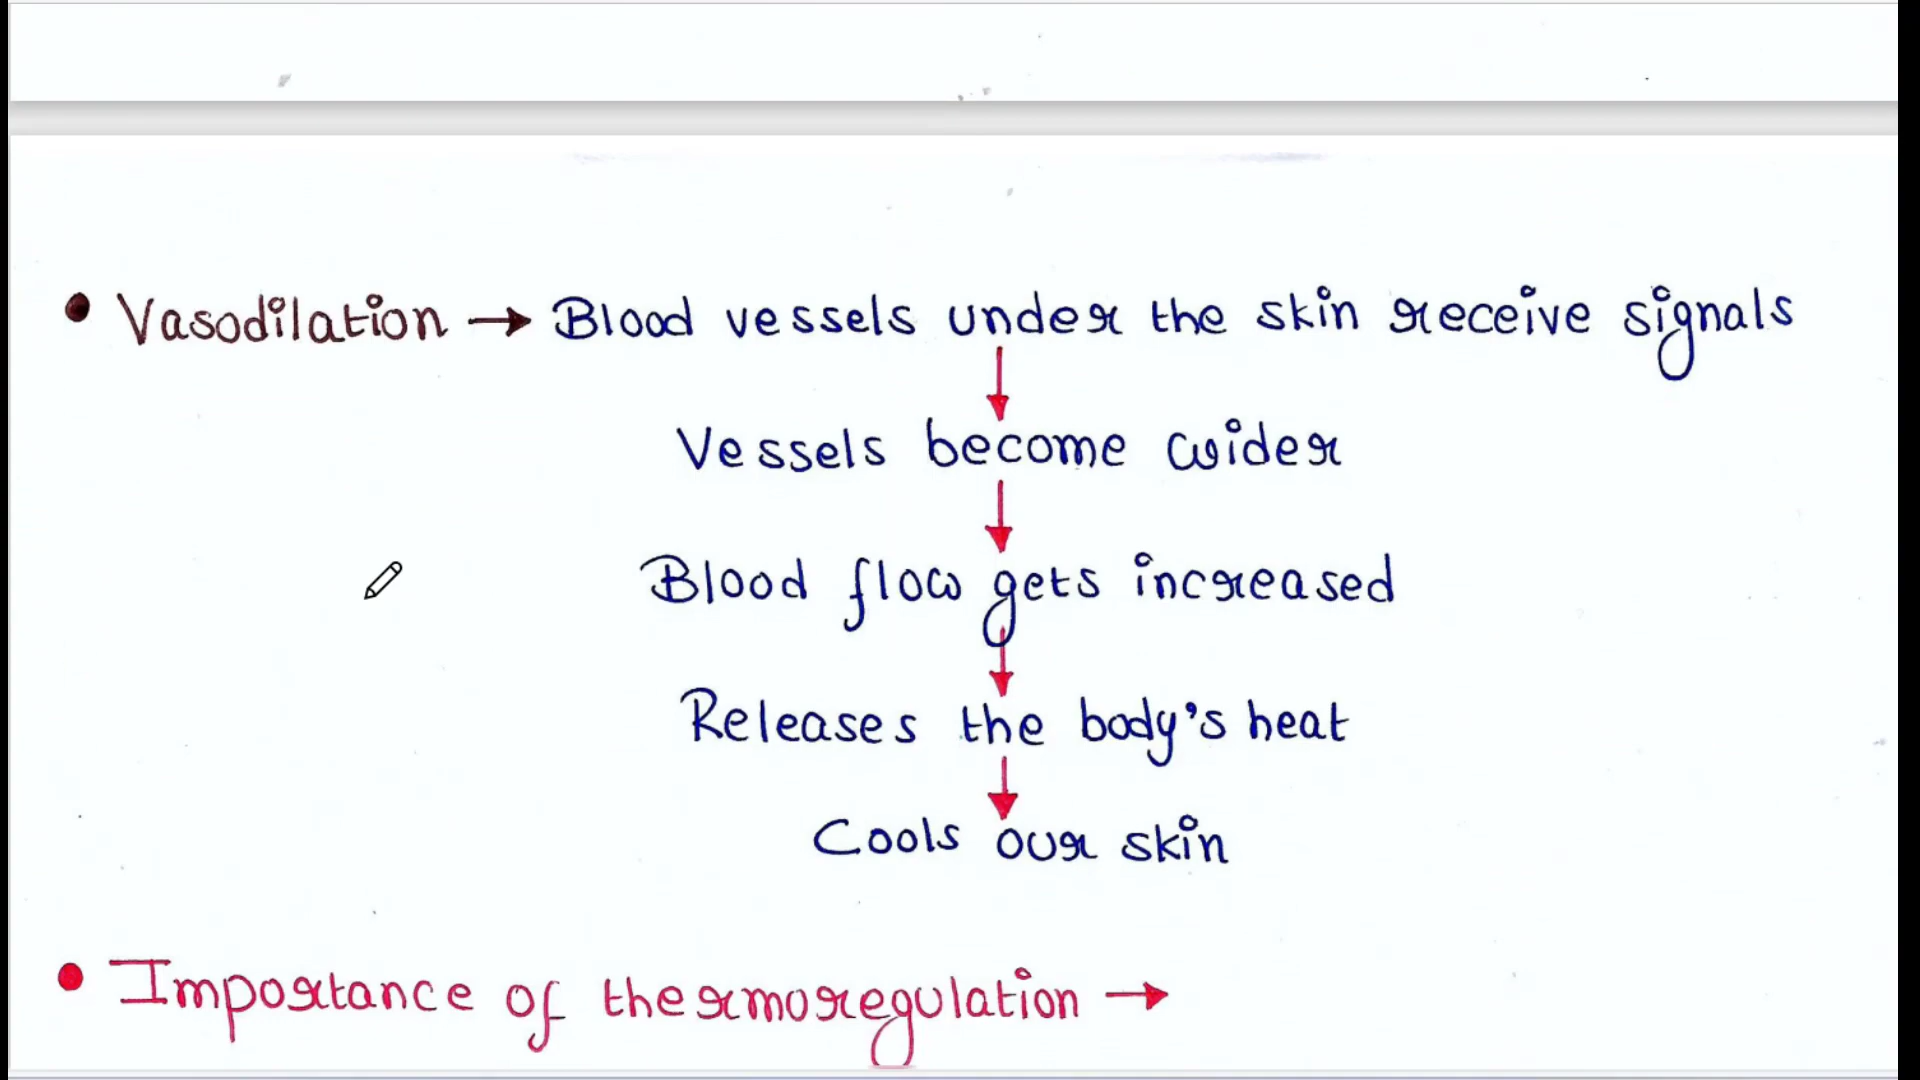 • Vasodilation → Blood vessels under the skin receive signals
Vessels become wider
Blood flow gets increased
Releases the body's heat
Cools our skin
• Importance of thermoregulation →